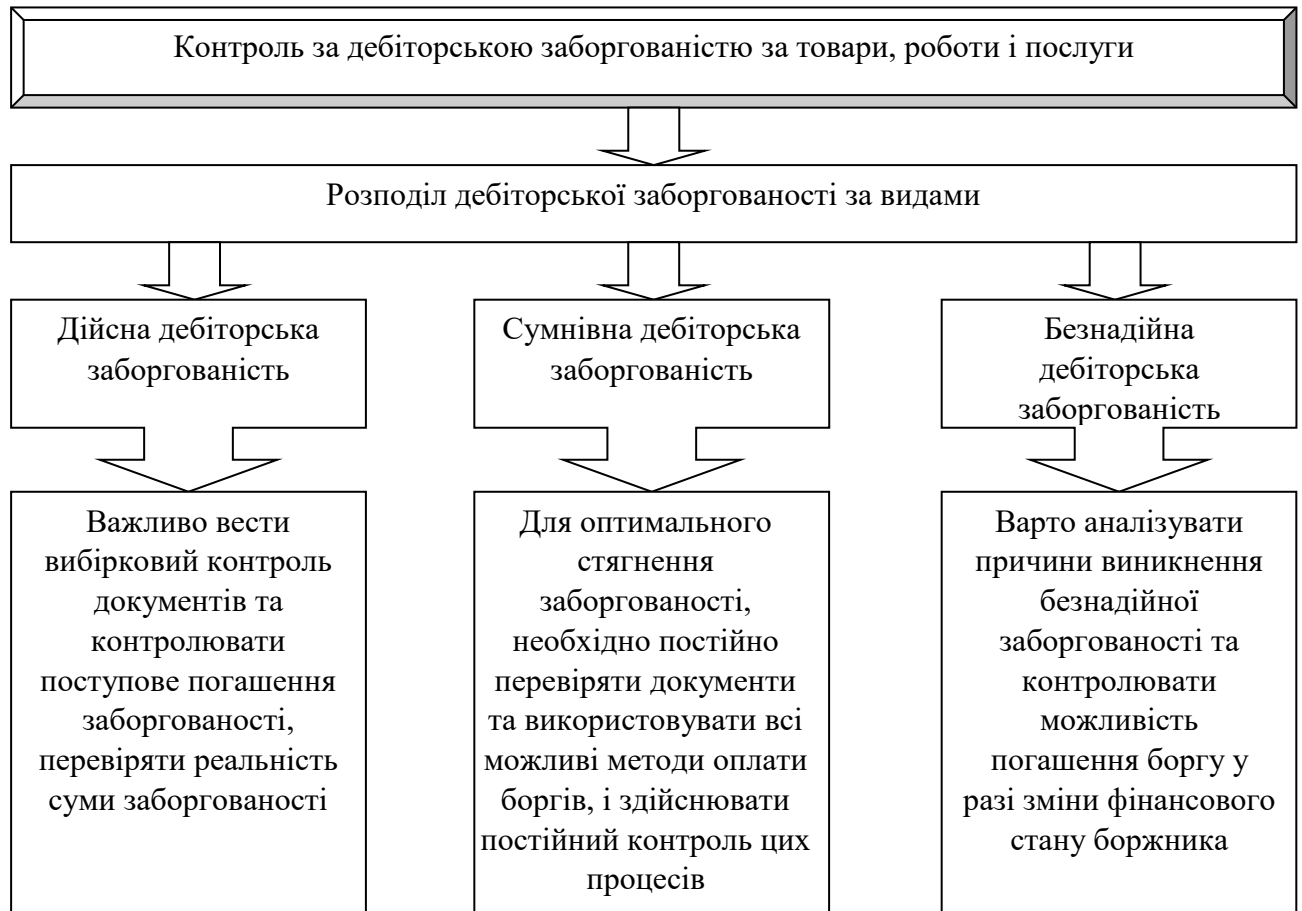 Контроль за дебіторською заборгованістю за товари, роботи і послуги
Розподіл дебіторської заборгованості за видами
Дійсна дебіторська
заборгованість
Сумнівна дебіторська
заборгованість
Безнадійна
дебіторська
заборгованість
Важливо вести
вибірковий контроль
документів та
контролювати
поступове погашення
заборгованості,
перевіряти реальність
суми заборгованості
Для оптимального
стягнення
заборгованості,
необхідно постійно
перевіряти документи
та використовувати всі
можливі методи оплати
боргів, і здійснювати
постійний контроль цих
процесів
Варто аналізувати
причини виникнення
безнадійної
заборгованості та
контролювати
можливість
погашення боргу у
разі зміни фінансового
стану боржника